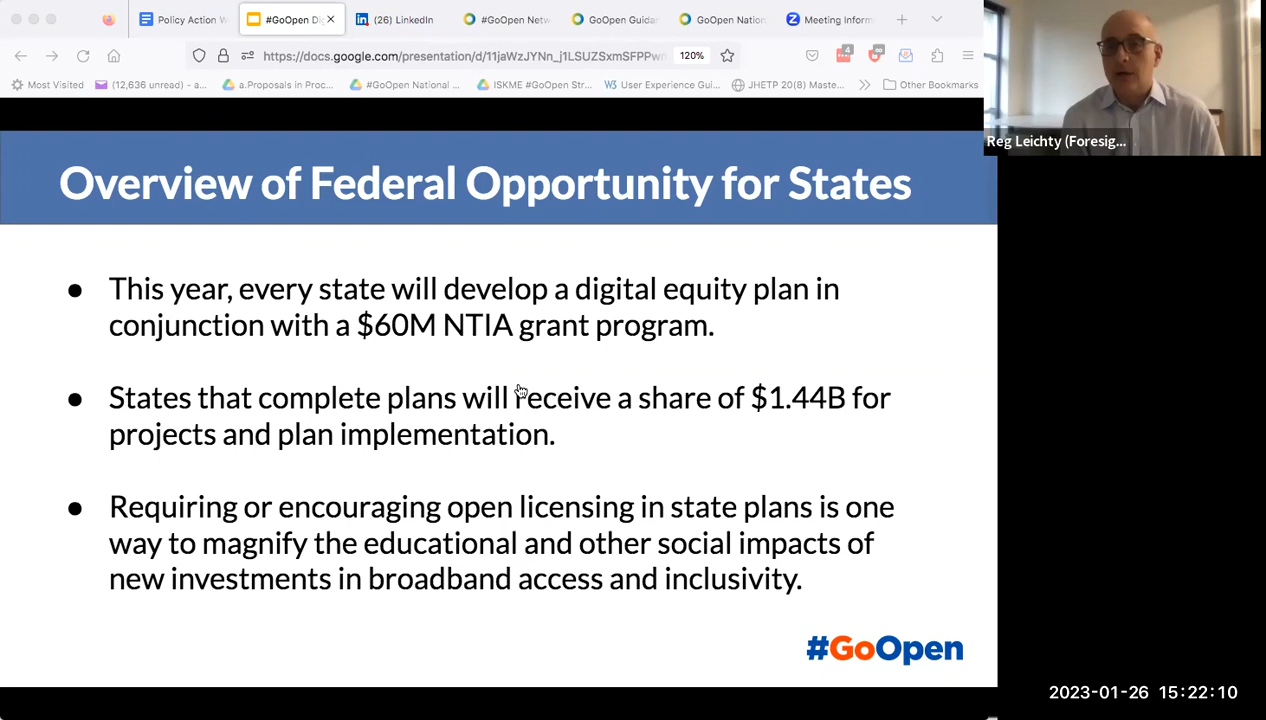 Policy Action W
#GoOpen Di
(26) LinkedIn
#GoOpen Netw
GoOpen Guidan
GoOpen Nation
Meeting Inform
https://docs.google.com/presentation/d/11jaWzJYNn_j1LSUZSxmSFPPwn
120%
4
Most Visited
(12,636 unread) - a...
a.Proposals in Proc...
#GoOpen National ...
ISKME #GoOpen Str...
User Experience Gui...
JHETP 20(8) Maste...
Other Bookmarks
Reg Leichty (Foresig...
Overview of Federal Opportunity for States
● This year, every state will develop a digital equity plan in
conjunction with a $60M NTIA grant program.
● States that complete plans will receive a share of $1.44B for
projects and plan implementation.
● Requiring or encouraging open licensing in state plans is one
way to magnify the educational and other social impacts of
new investments in broadband access and inclusivity.
#GoOpen
2023-01-26 15:22:10